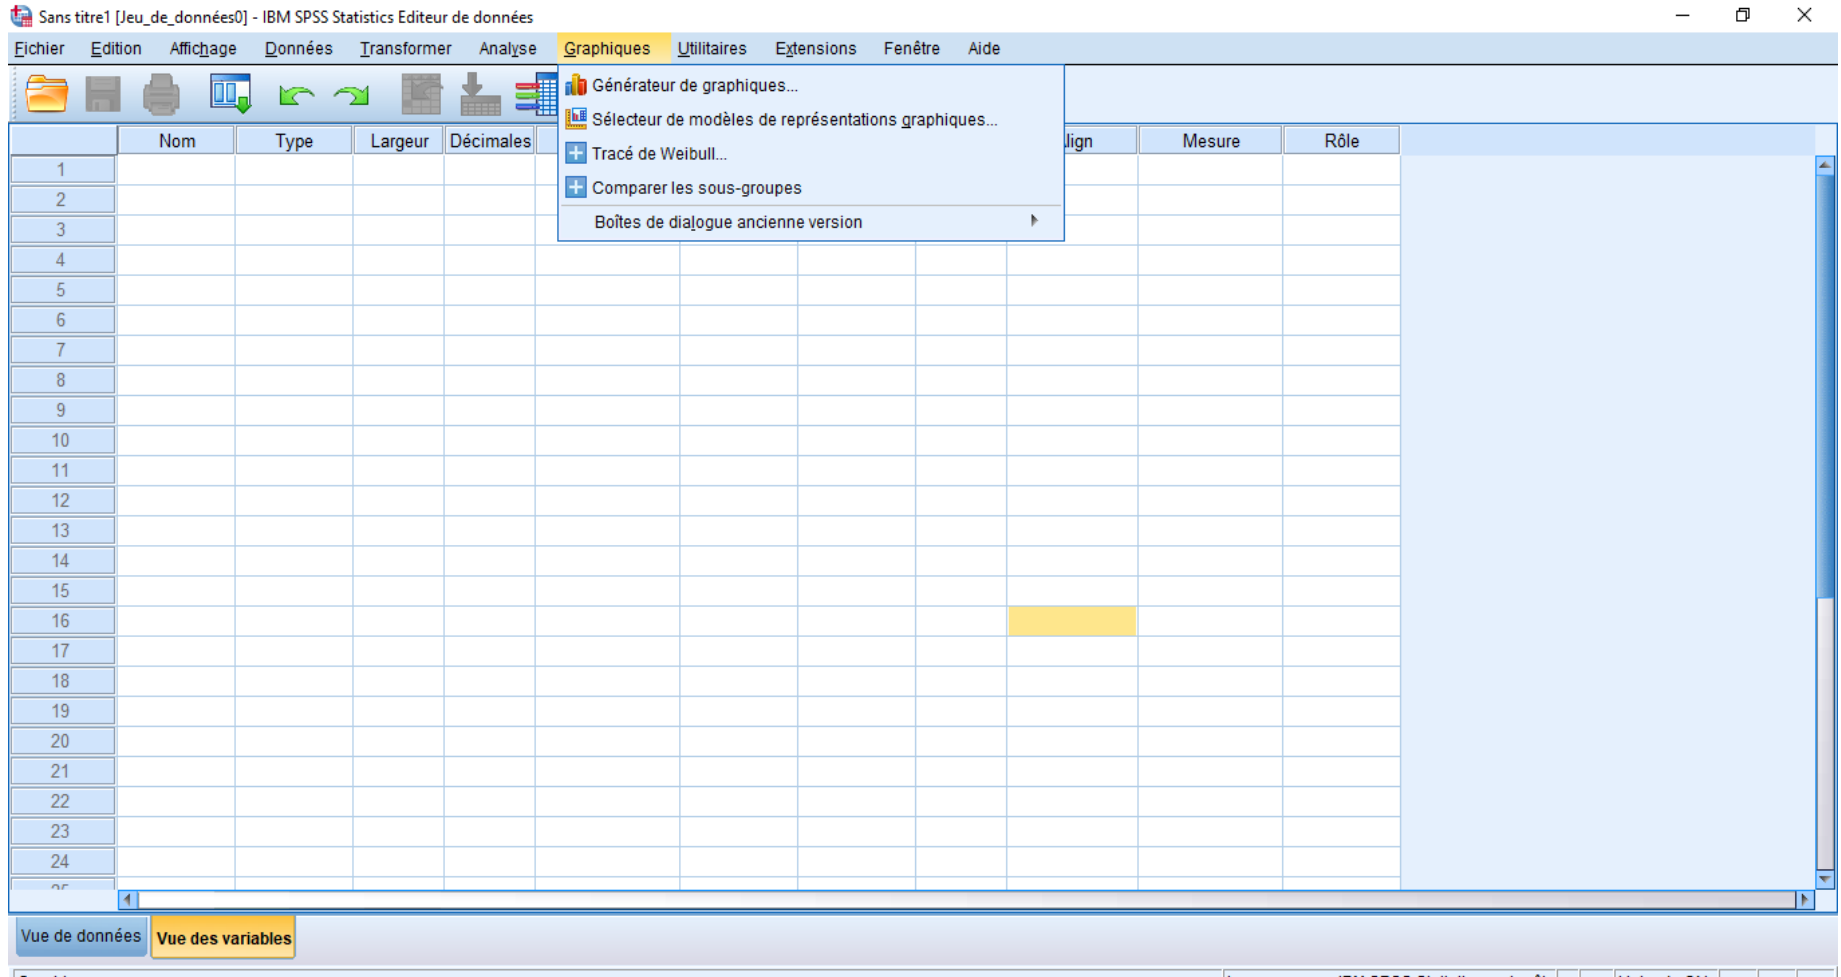 Sans titre1 [Jeu_de_données0] - IBM SPSS Statistics Editeur de données
Fichier Edition Affichage Données Transformer Analyse Graphiques Utilitaires Extensions Fenêtre Aide
Générateur de graphiques...
Sélecteur de modèles de représentations graphiques...
Tracé de Weibull...
Comparer les sous-groupes
Boîtes de dialogue ancienne version
Nom Type Largeur Décimales Mesure Rôle
1
2
3
4
5
6
7
8
9
10
11
12
13
14
15
16
17
18
19
20
21
22
23
24
Vue de données Vue des variables